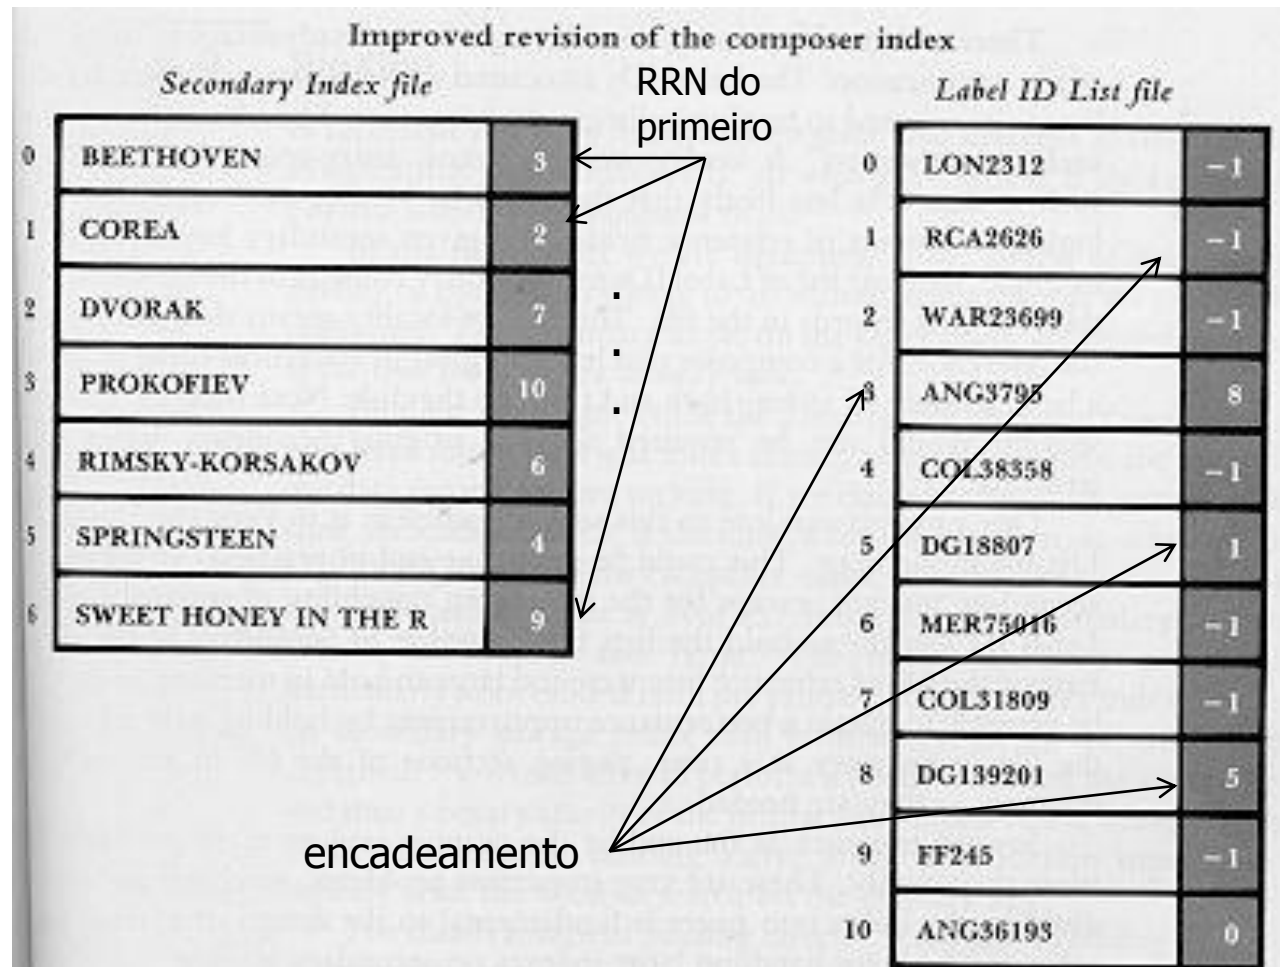 Improved revision of the composer index
Secondary Index file
RRN do
primeiro
Label ID List file
0 BEETHOVEN 3
1 COREA 2
2 DVORAK 7
3 PROKOFIEV 10
4 RIMSKY-KORSAKOV 6
5 SPRINGSTEEN 4
6 SWEET HONEY IN THE R 9
.
.
.
0 LON2312 -1
1 RCA2626 -1
2 WAR23699 -1
3 ANG3795 8
4 COL38358 -1
5 DG18807 1
6 MER75016 -1
7 COL31809 -1
8 DG139201 5
9 FF245 -1
10 ANG36193 0
encadeamento